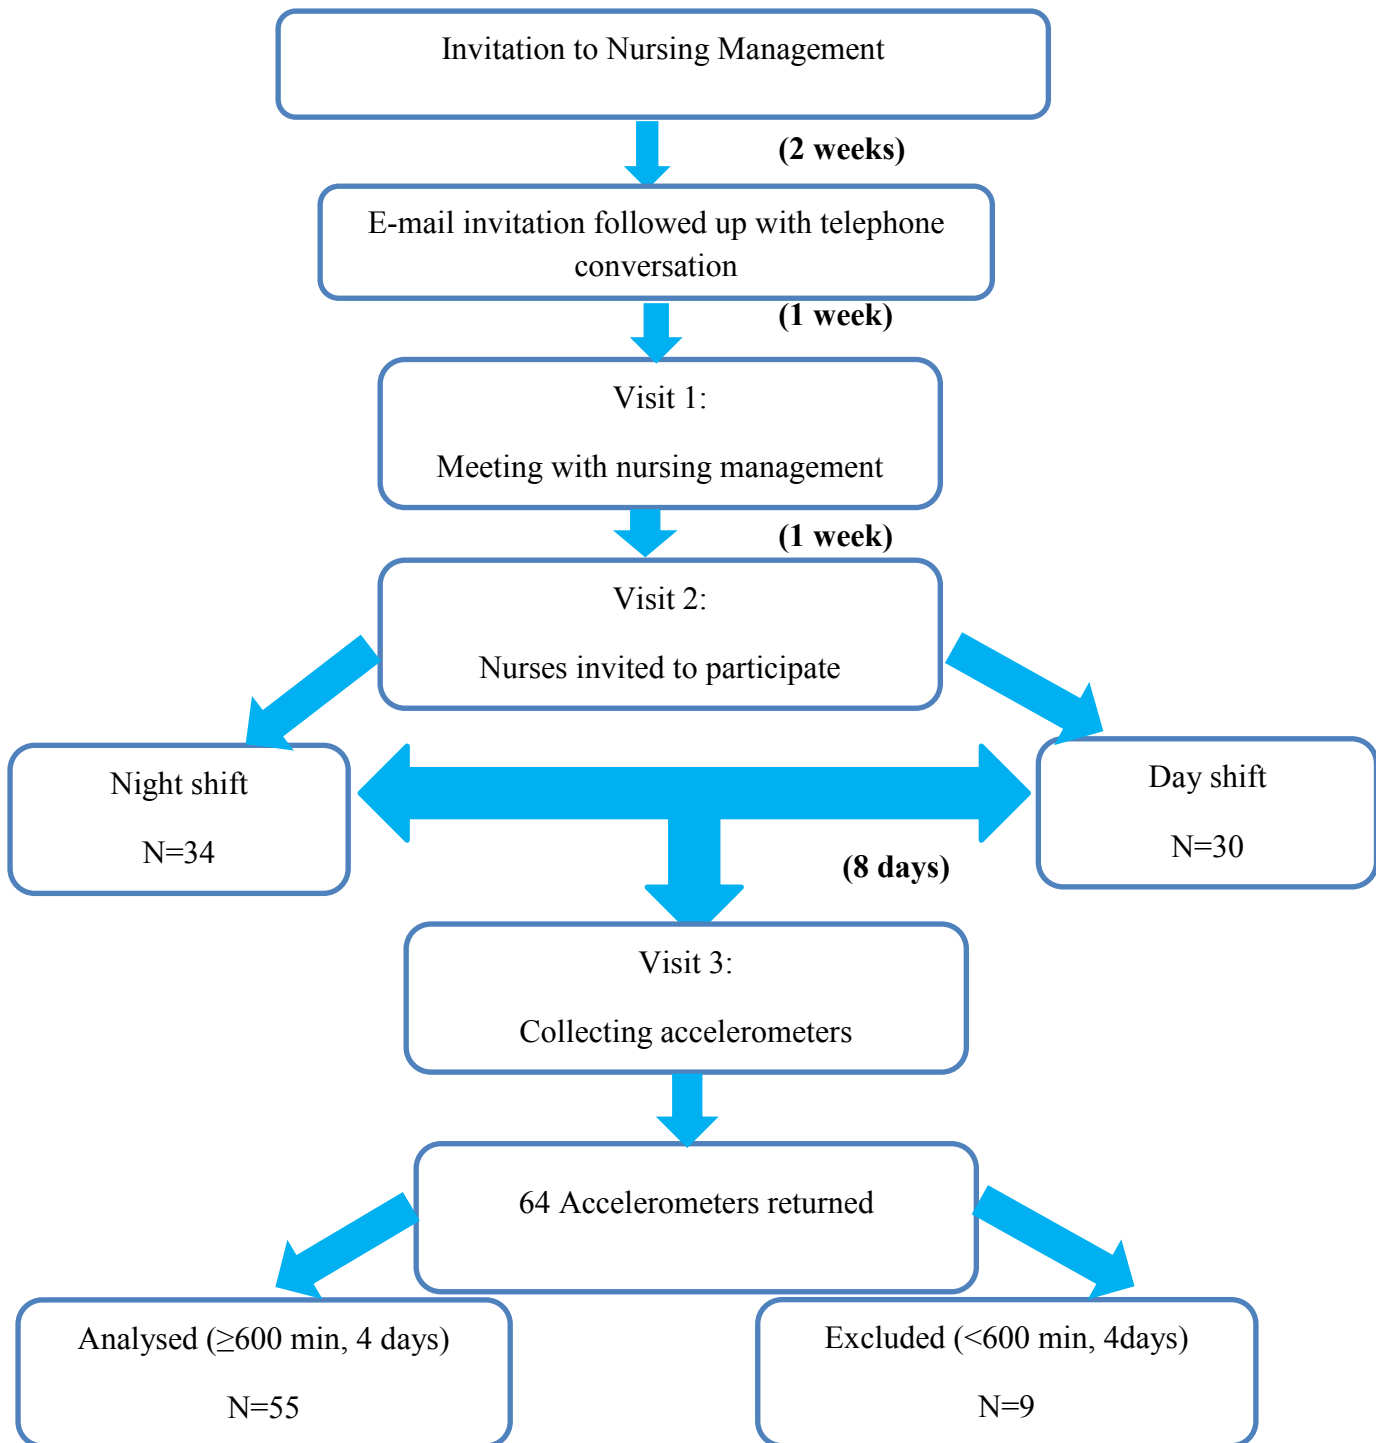 Invitation to Nursing Management
(2 weeks)
E-mail invitation followed up with telephone
conversation
(1 week)
Visit 1:
Meeting with nursing management
(1 week)
Visit 2:
Nurses invited to participate
Night shift
N=34
Day shift
N=30
(8 days)
Visit 3:
Collecting accelerometers
64 Accelerometers returned
Analysed (≥600 min, 4 days)
N=55
Excluded (<600 min, 4days)
N=9